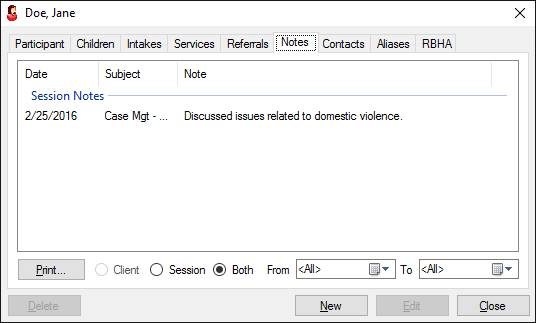 Doe, Jane
Participant Children Intakes Services Referrals Notes Contacts Aliases RBHA
Date Subject Note
Session Notes
2/25/2016 Case Mgt - ... Discussed issues related to domestic violence.
Print... Client Session Both From <All> To <All>
Delete New Edit Close